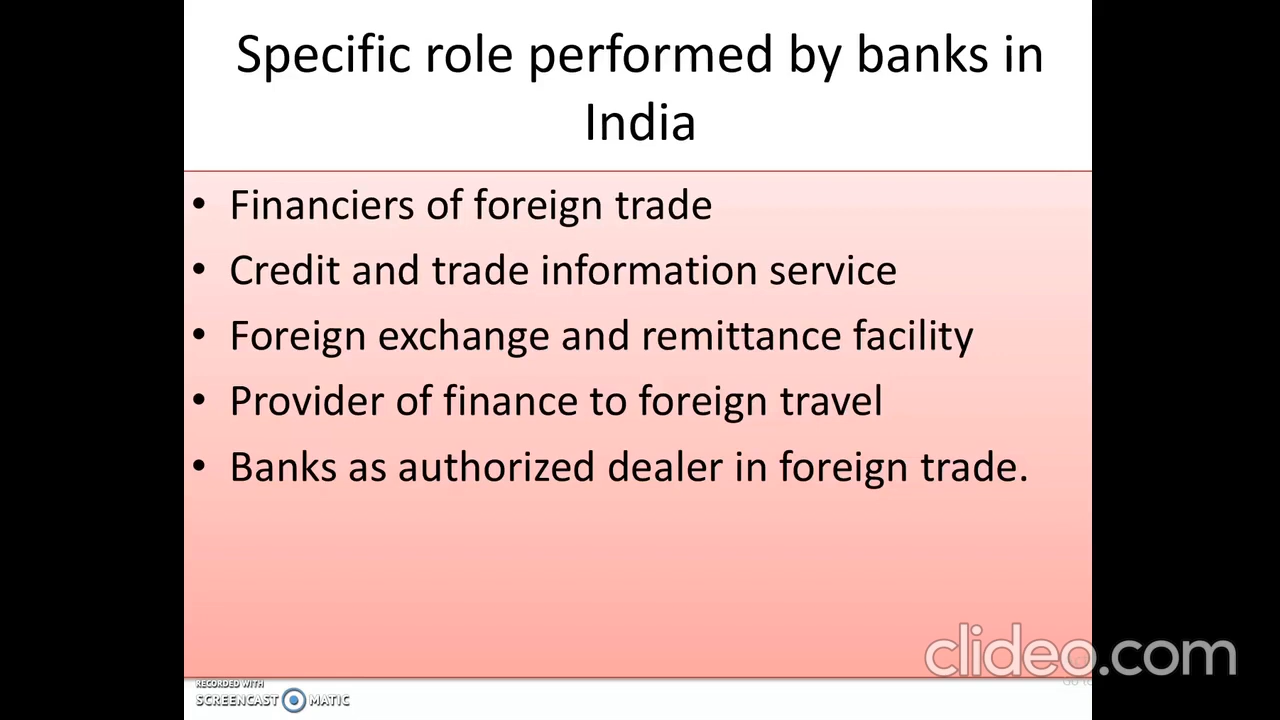 Specific role performed by banks in
India
• Financiers of foreign trade
• Credit and trade information service
• Foreign exchange and remittance facility
• Provider of finance to foreign travel
• Banks as authorized dealer in foreign trade.
clideo.com
RECORDED WITH
SCREENCAST MATIC